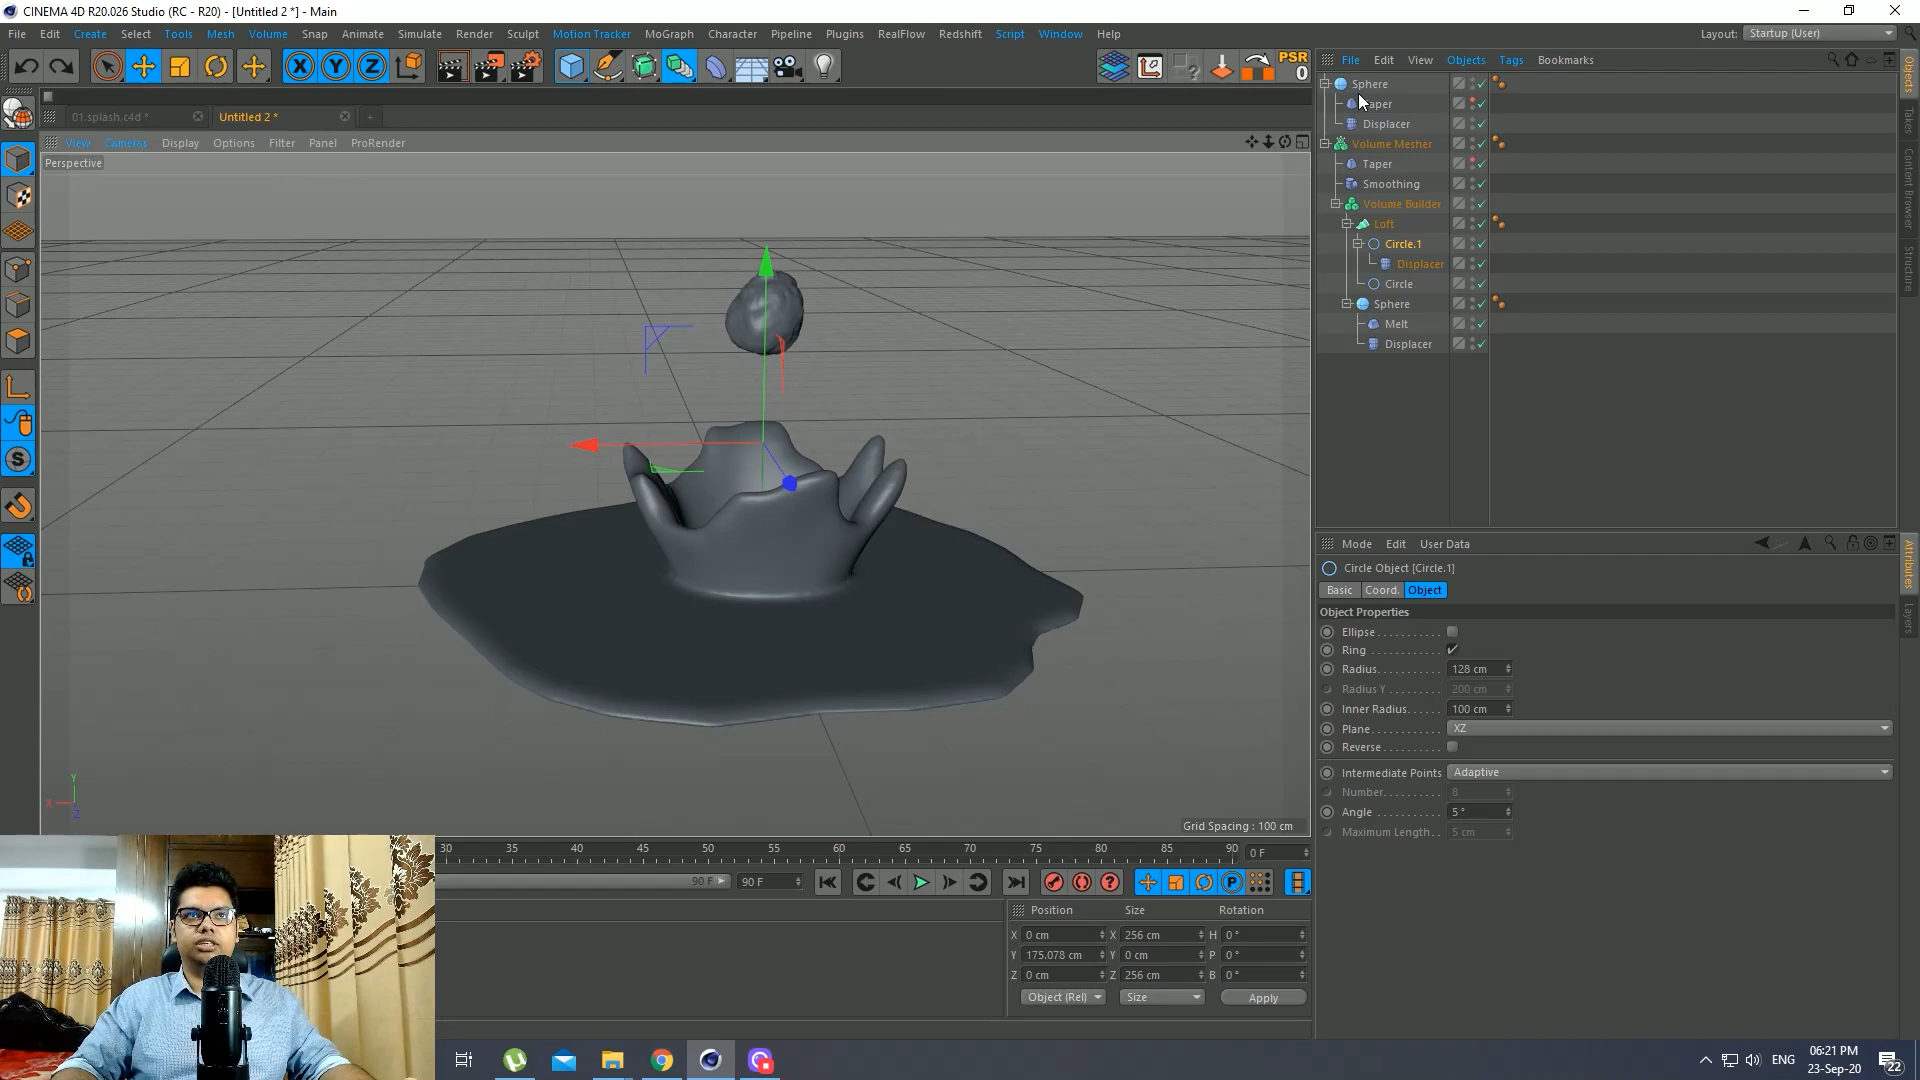 CINEMA 4D R20.026 Studio (RC - R20) - [Untitled 2 *] - Main
File Edit Create Select Tools Mesh Volume Snap Animate Simulate Render Sculpt Motion Tracker MoGraph Character Pipeline Plugins RealFlow Redshift Script Window Help Layout: Startup (User)
X Y Z PSR
0
File Edit View Objects Tags Bookmarks
01.splash.c4d * Untitled 2 *
View Cameras Display Options Filter Panel ProRender
Perspective
Sphere
Displacer
Volume Mesher
Taper
Smoothing
Volume Builder
Loft
Circle.1
Displacer
Circle
Sphere
Melt
Displacer
Objects
Takes
Content Browser
Structure
Mode Edit User Data
Circle Object [Circle.1]
Basic Coord. Object
Object Properties
Ellipse
Ring
Radius 128 cm
Radius Y 200 cm
Inner Radius 100 cm
Plane XZ
Reverse
Intermediate Points Adaptive
Number 8
Angle 5 °
Maximum Length 5 cm
Attributes
Layers
S
Y
X
Z
Grid Spacing : 100 cm
30 35 40 45 50 55 60 65 70 75 80 85 90 0 F
90 F 90 F
P
Position Size Rotation
X 0 cm X 256 cm H 0 °
Y 175.078 cm Y 0 cm P 0 °
Z 0 cm Z 256 cm B 0 °
Object (Rel) Size Apply
ENG
06:21 PM
23-Sep-20
22